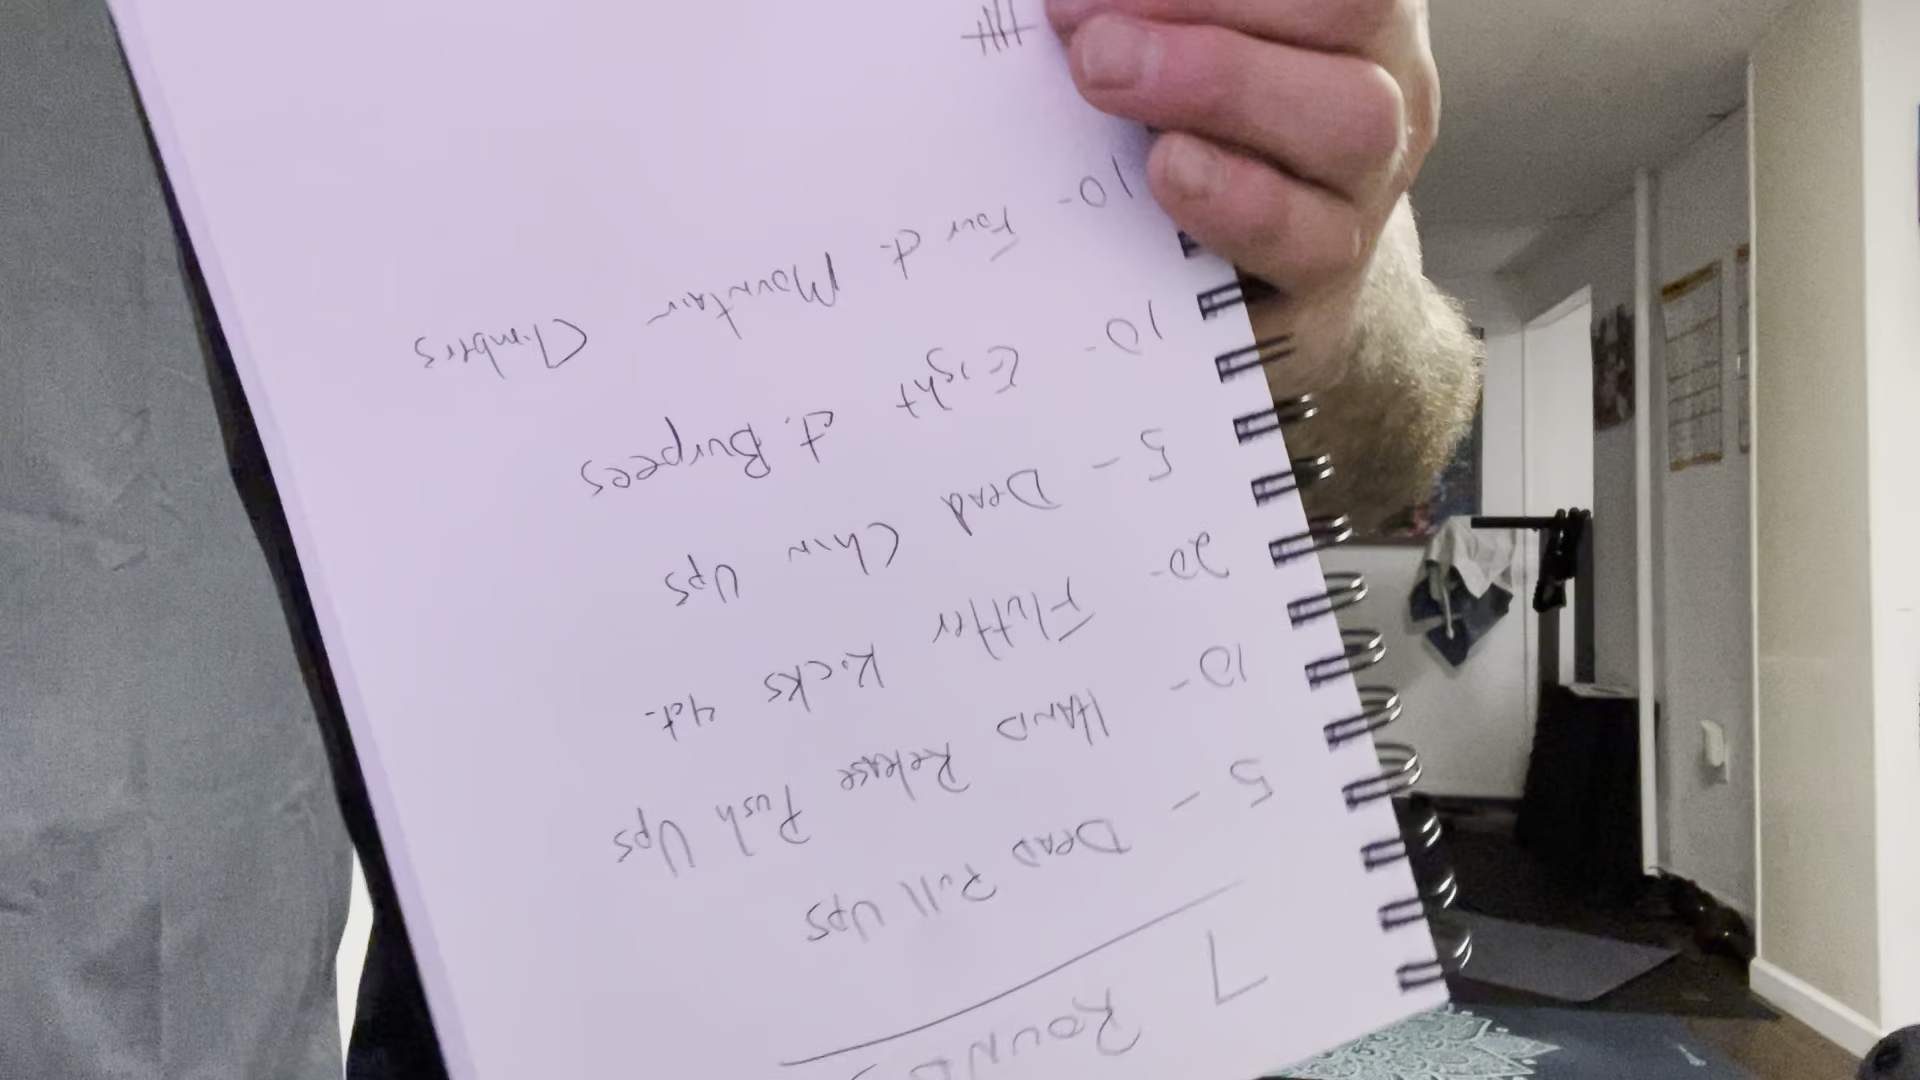 7 ROUNDS
5 - DEAD Pull Ups
10 - HAND Release Push Ups
20 - Flutter Kicks 4ct.
5 - Dead Chin Ups
10 - Eight ct. Burpees
10 - Four ct. Mountain Climbers